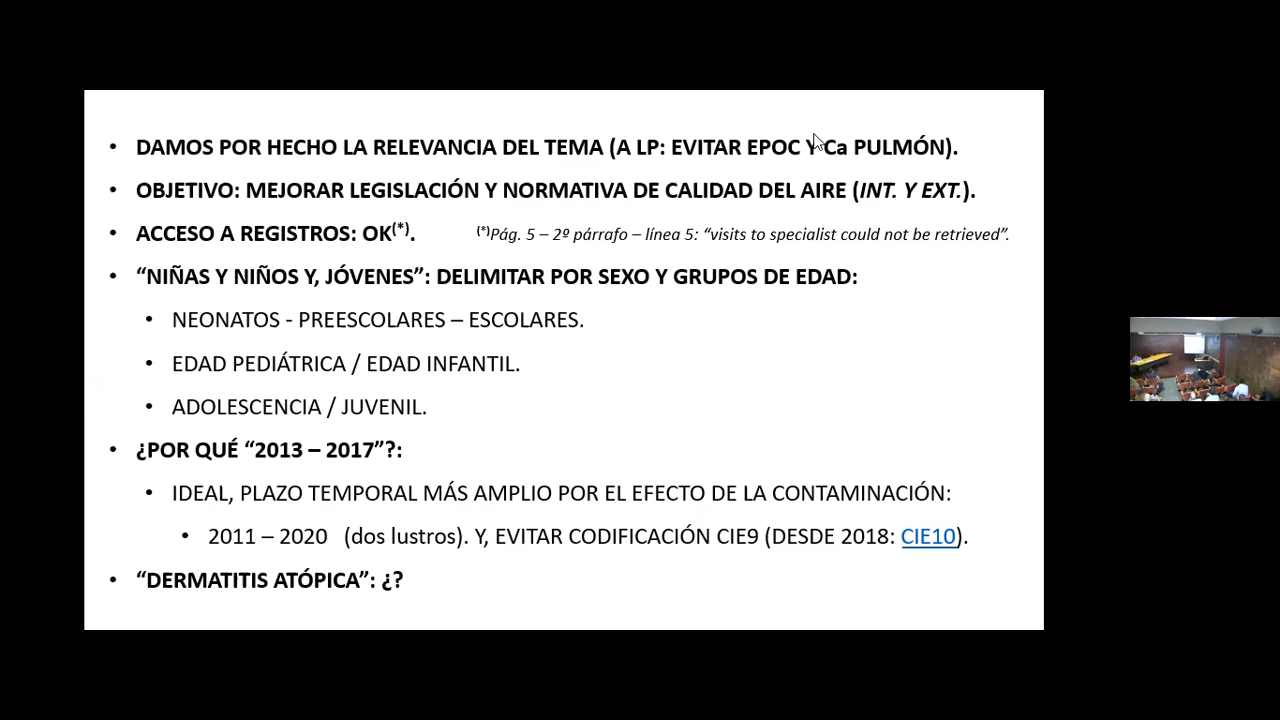 • DAMOS POR HECHO LA RELEVANCIA DEL TEMA (A LP: EVITAR EPOC Y Ca PULMÓN).
• OBJETIVO: MEJORAR LEGISLACIÓN Y NORMATIVA DE CALIDAD DEL AIRE (INT. Y EXT.).
• ACCESO A REGISTROS: OK(*). (*)Pág. 5 – 2º párrafo – línea 5: “visits to specialist could not be retrieved”.
• “NIÑAS Y NIÑOS Y, JÓVENES”: DELIMITAR POR SEXO Y GRUPOS DE EDAD:
• NEONATOS - PREESCOLARES – ESCOLARES.
• EDAD PEDIÁTRICA / EDAD INFANTIL.
• ADOLESCENCIA / JUVENIL.
• ¿POR QUÉ “2013 – 2017”?:
• IDEAL, PLAZO TEMPORAL MÁS AMPLIO POR EL EFECTO DE LA CONTAMINACIÓN:
• 2011 – 2020 (dos lustros). Y, EVITAR CODIFICACIÓN CIE9 (DESDE 2018: CIE10).
• “DERMATITIS ATÓPICA”: ¿?